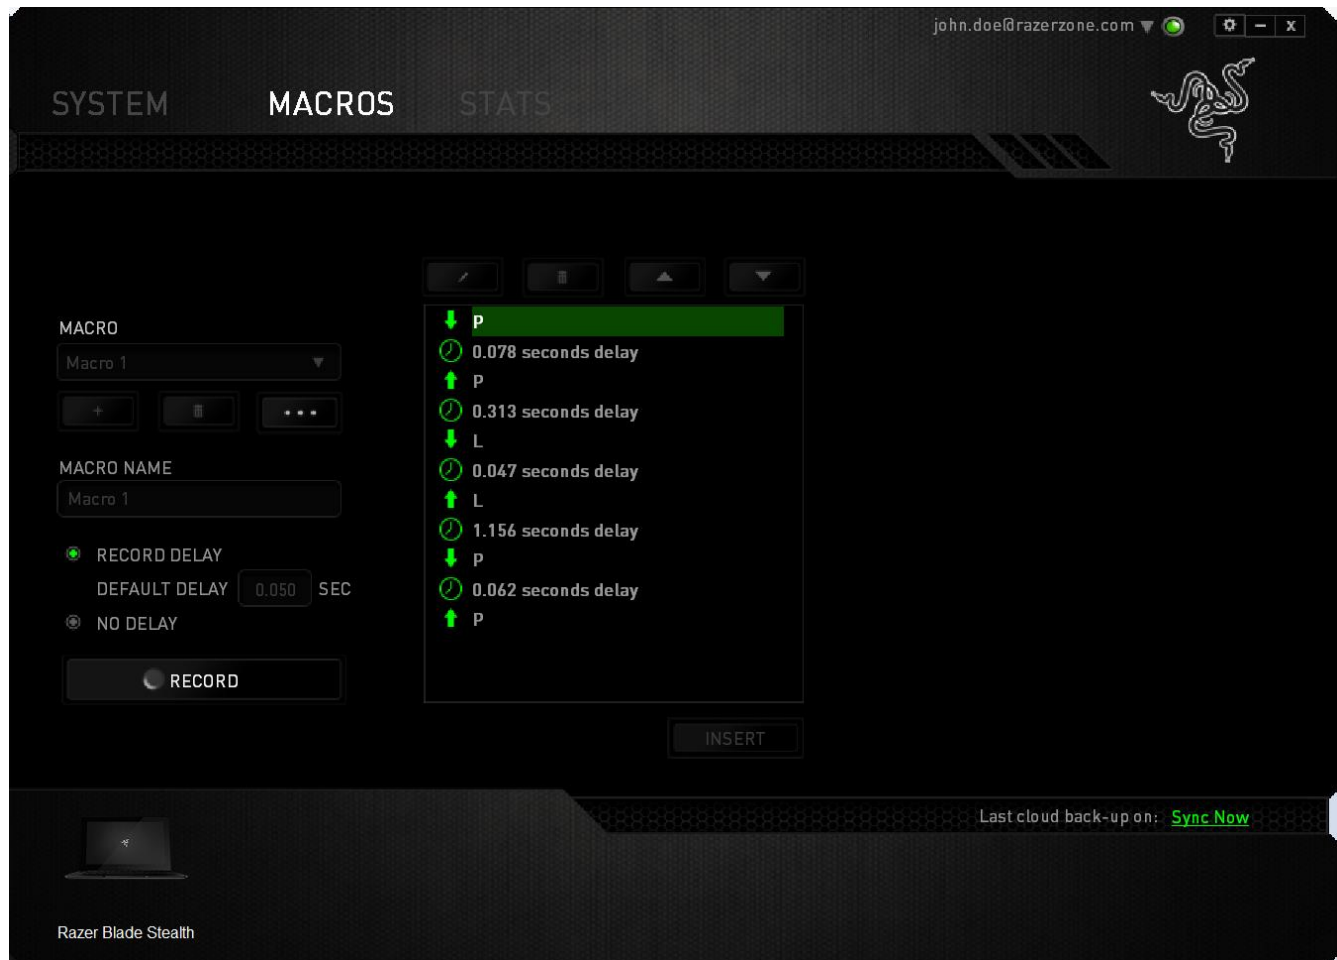 john.doe@razerzone.com
x
SYSTEM MACROS STATS
MACRO
Macro 1
MACRO NAME
Macro 1
RECORD DELAY
DEFAULT DELAY 0.050 SEC
NO DELAY
RECORD
P
0.078 seconds delay
P
0.313 seconds delay
L
0.047 seconds delay
L
1.156 seconds delay
P
0.062 seconds delay
P
INSERT
Last cloud back-up on: Sync Now
Razer Blade Stealth